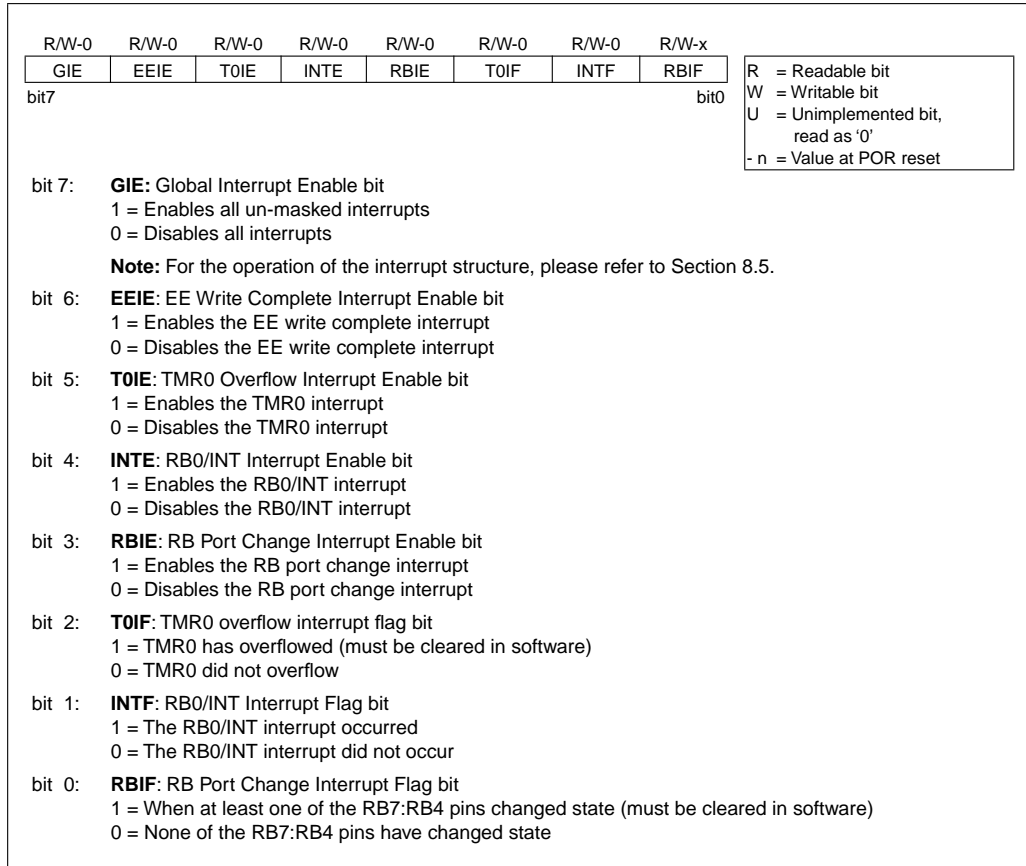 R/W-0 R/W-0 R/W-0 R/W-0 R/W-0 R/W-0 R/W-0 R/W-x
GIE EEIE T0IE INTE RBIE T0IF INTF RBIF
bit7 bit0
R = Readable bit
W = Writable bit
U = Unimplemented bit,
read as ‘0’
- n = Value at POR reset
bit 7: GIE: Global Interrupt Enable bit
1 = Enables all un-masked interrupts
0 = Disables all interrupts
Note: For the operation of the interrupt structure, please refer to Section 8.5.
bit 6: EEIE: EE Write Complete Interrupt Enable bit
1 = Enables the EE write complete interrupt
0 = Disables the EE write complete interrupt
bit 5: T0IE: TMR0 Overflow Interrupt Enable bit
1 = Enables the TMR0 interrupt
0 = Disables the TMR0 interrupt
bit 4: INTE: RB0/INT Interrupt Enable bit
1 = Enables the RB0/INT interrupt
0 = Disables the RB0/INT interrupt
bit 3: RBIE: RB Port Change Interrupt Enable bit
1 = Enables the RB port change interrupt
0 = Disables the RB port change interrupt
bit 2: T0IF: TMR0 overflow interrupt flag bit
1 = TMR0 has overflowed (must be cleared in software)
0 = TMR0 did not overflow
bit 1: INTF: RB0/INT Interrupt Flag bit
1 = The RB0/INT interrupt occurred
0 = The RB0/INT interrupt did not occur
bit 0: RBIF: RB Port Change Interrupt Flag bit
1 = When at least one of the RB7:RB4 pins changed state (must be cleared in software)
0 = None of the RB7:RB4 pins have changed state